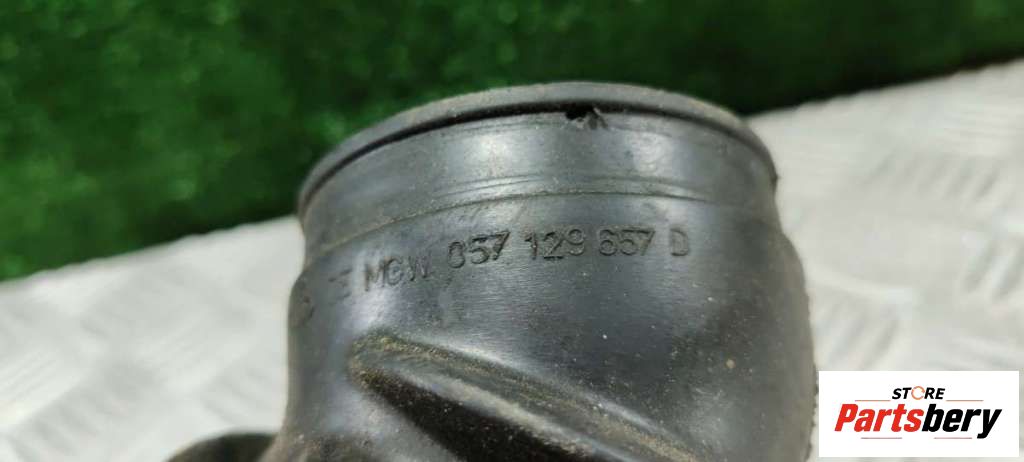 MGW 057 129 657 D
STORE
Partsbery